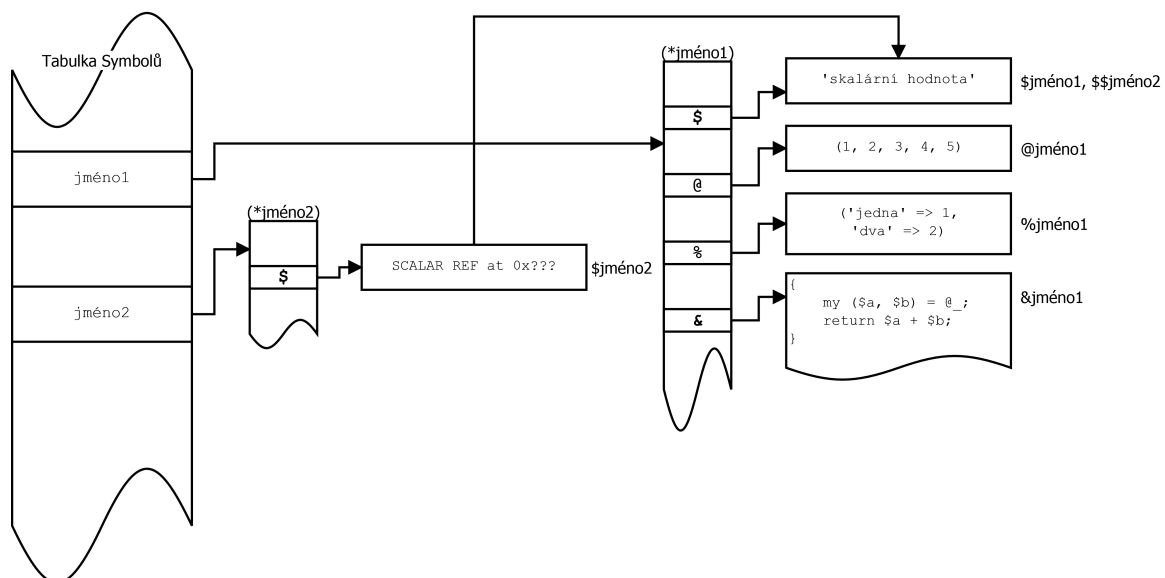 Tabulka Symbolů
jméno1
jméno2
(*jméno2)
$
SCALAR REF at 0x???
$jméno2
(*jméno1)
$
@
%
&
'skalární hodnota'
$jméno1, $$jméno2
(1, 2, 3, 4, 5)
@jméno1
('jedna' => 1,
'dva' => 2)
%jméno1
{
my ($a, $b) = @_;
return $a + $b;
}
&jméno1